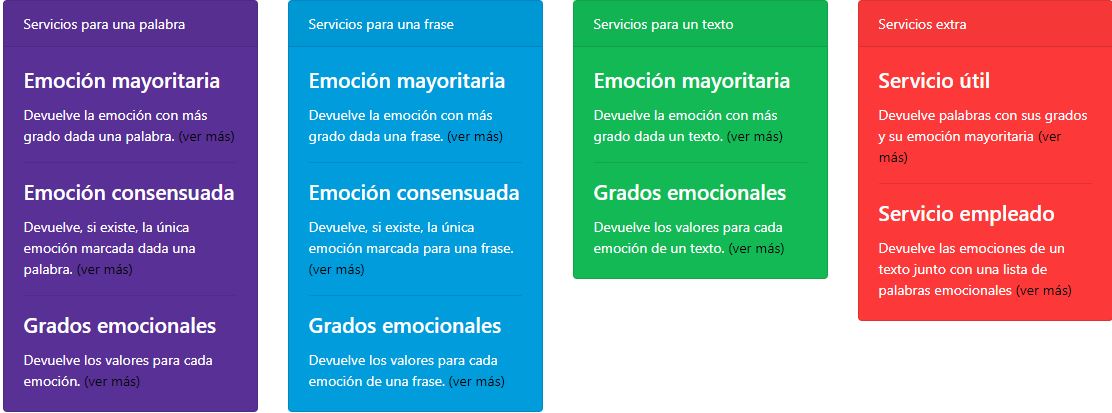 Servicios para una palabra
Emoción mayoritaria
Devuelve la emoción con más
grado dada una palabra. (ver más)
Emoción consensuada
Devuelve, si existe, la única
emoción marcada dada una
palabra. (ver más)
Grados emocionales
Devuelve los valores para cada
emoción. (ver más)
Servicios para una frase
Emoción mayoritaria
Devuelve la emoción con más
grado dada una frase. (ver más)
Emoción consensuada
Devuelve, si existe, la única
emoción marcada para una frase.
(ver más)
Grados emocionales
Devuelve los valores para cada
emoción de una frase. (ver más)
Servicios para un texto
Emoción mayoritaria
Devuelve la emoción con más
grado dada un texto. (ver más)
Grados emocionales
Devuelve los valores para cada
emoción de un texto. (ver más)
Servicios extra
Servicio útil
Devuelve palabras con sus grados
y su emoción mayoritaria (ver
más)
Servicio empleado
Devuelve las emociones de un
texto junto con una lista de
palabras emocionales (ver más)